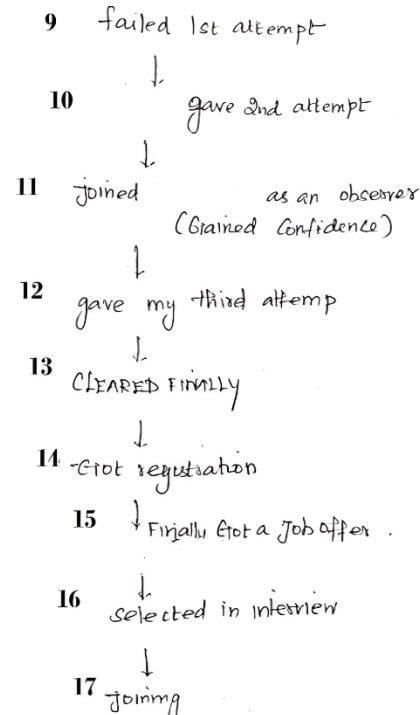 9 failed 1st attempt
10 gave 2nd attempt
11 joined as an observer
(Gained Confidence)
12 gave my third attemp
13 CLEARED FINALLY
14 Got registration
15 Finally Got a Job offer.
16 selected in interview
17 joining